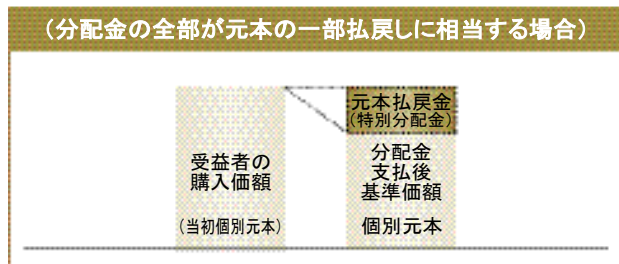 （分配金の全部が元本の一部払戻しに相当する場合）
元本払戻金
（特別分配金）
受益者の
購入価額
（当初個別元本）
分配金
支払後
基準価額
個別元本